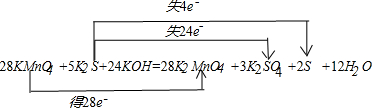 失4e⁻
失24e⁻
28KMnO₄ +5K₂S+24KOH=28K₂MnO₄ +3K₂SO₄ +2S +12H₂O
得28e⁻